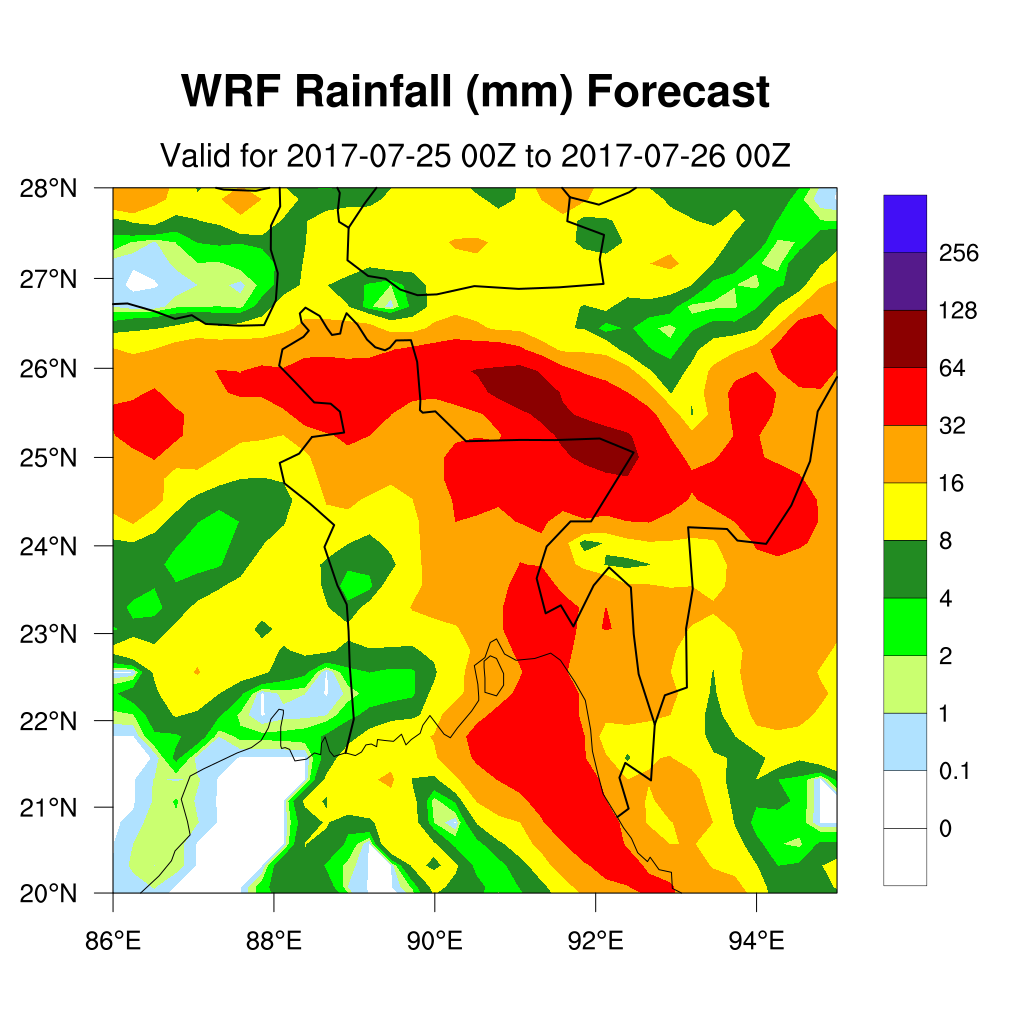 WRF Rainfall (mm) Forecast
Valid for 2017-07-25 00Z to 2017-07-26 00Z
28°N
27°N
26°N
25°N
24°N
23°N
22°N
21°N
20°N
86°E 88°E 90°E 92°E 94°E
256
128
64
32
16
8
4
2
1
0.1
0